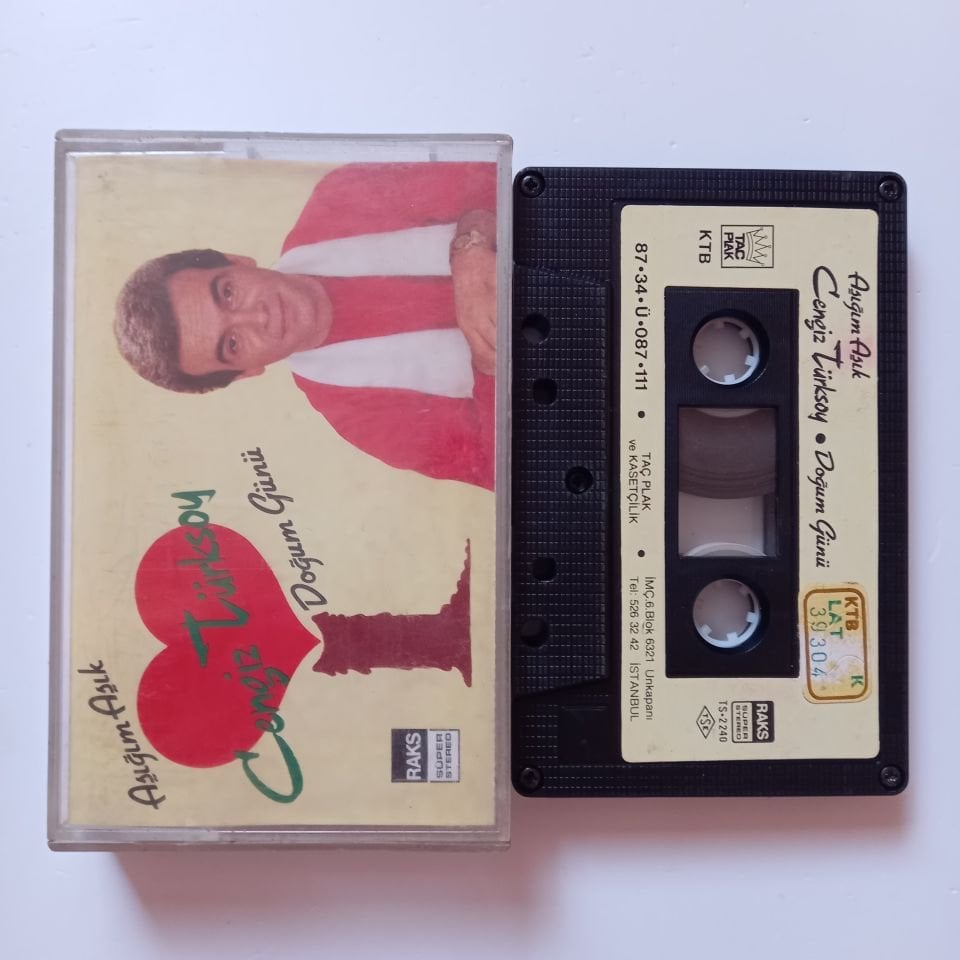 Aşığım Aşık
Cengiz Türksoy
Doğum Günü
RAKS
SUPER
STEREO
Aşığım Aşık
Cengiz Türksoy • Doğum Günü
TAÇ
PLAK
KTB
87•34•Ü•087•111 • TAÇ PLAK
ve KASETÇİLİK • İMÇ.6.Blok 6321 Unkapanı
Tel: 526 32 42 İSTANBUL
KTB
LAT K
39304
RAKS
SUPER
STEREO
TS•2240
TSE